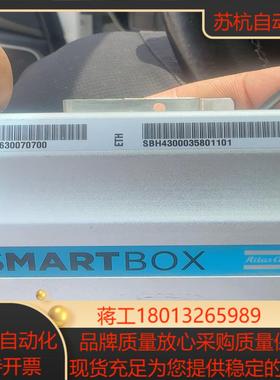 苏杭自动
630070700
ETH
SBH4300035801101
SMARTBOX
Atlas Co
蒋工18013265989
自动化
品牌质量放心采购质量保
开票
现货充足为您提供稳定的